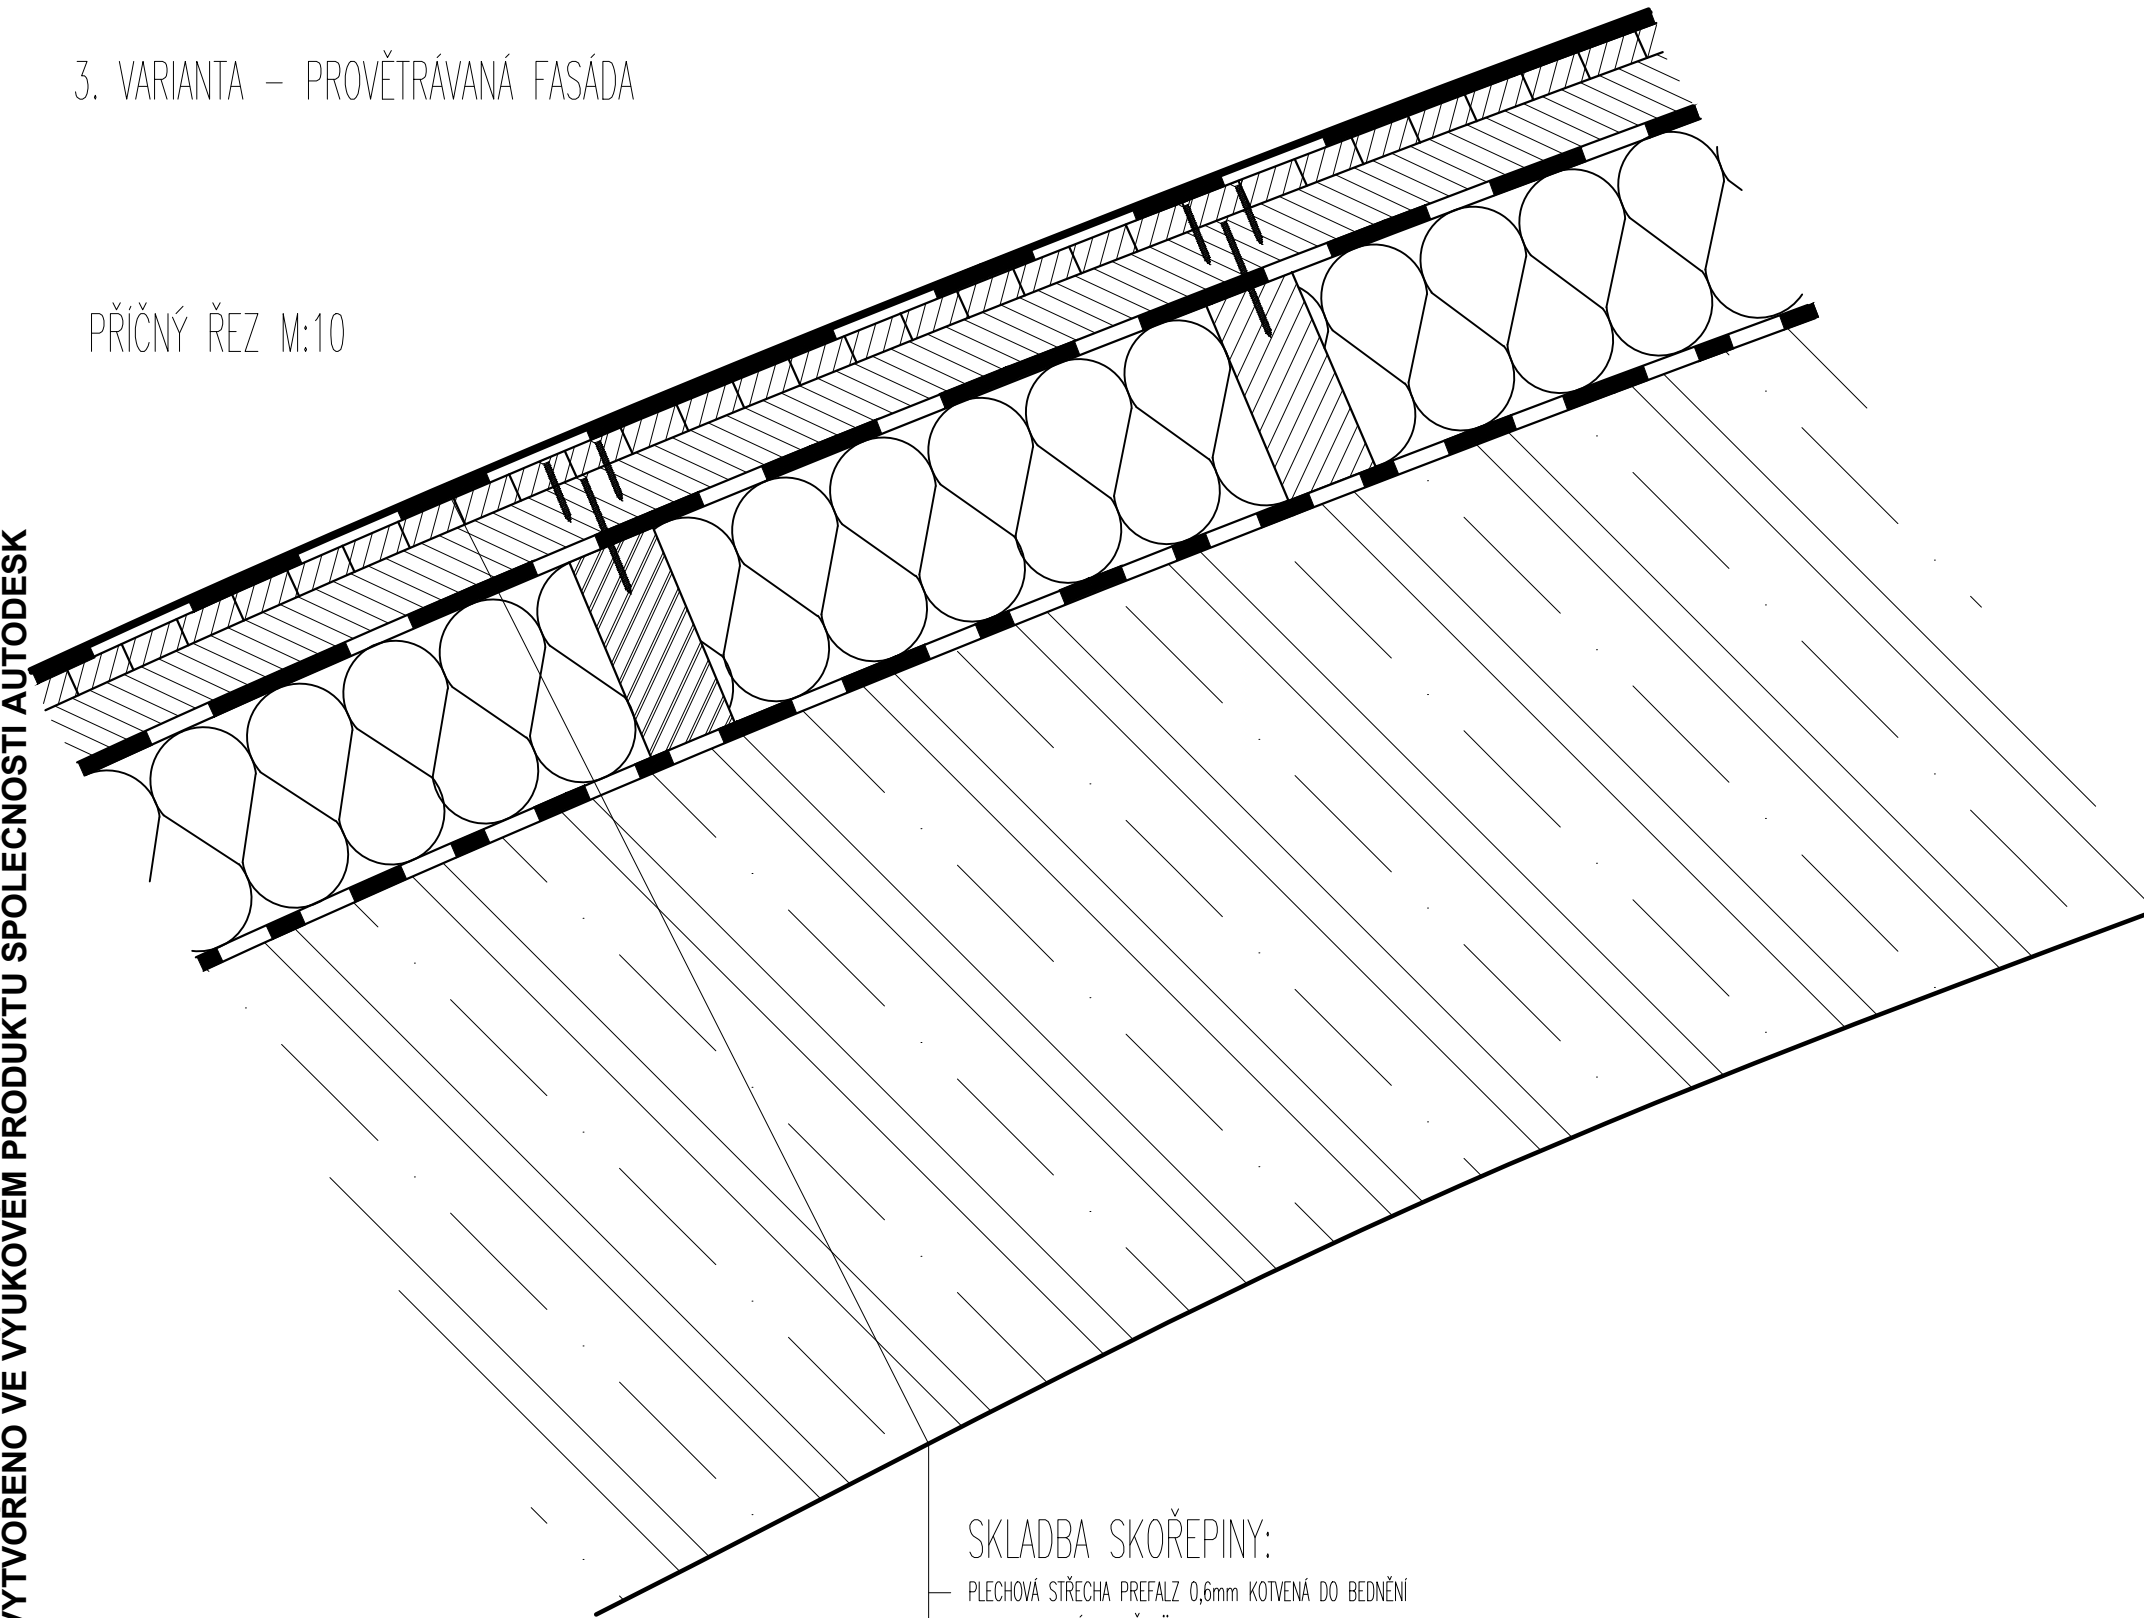 3. VARIANTA – PROVĚTRÁVANÁ FASÁDA
PŘÍČNÝ ŘEZ M:10
VYTVORENO VE VYUKOVEM PRODUKTU SPOLECNOSTI AUTODESK
SKLADBA SKOŘEPINY:
PLECHOVÁ STŘECHA PREFALZ 0,6mm KOTVENÁ DO BEDNĚNÍ